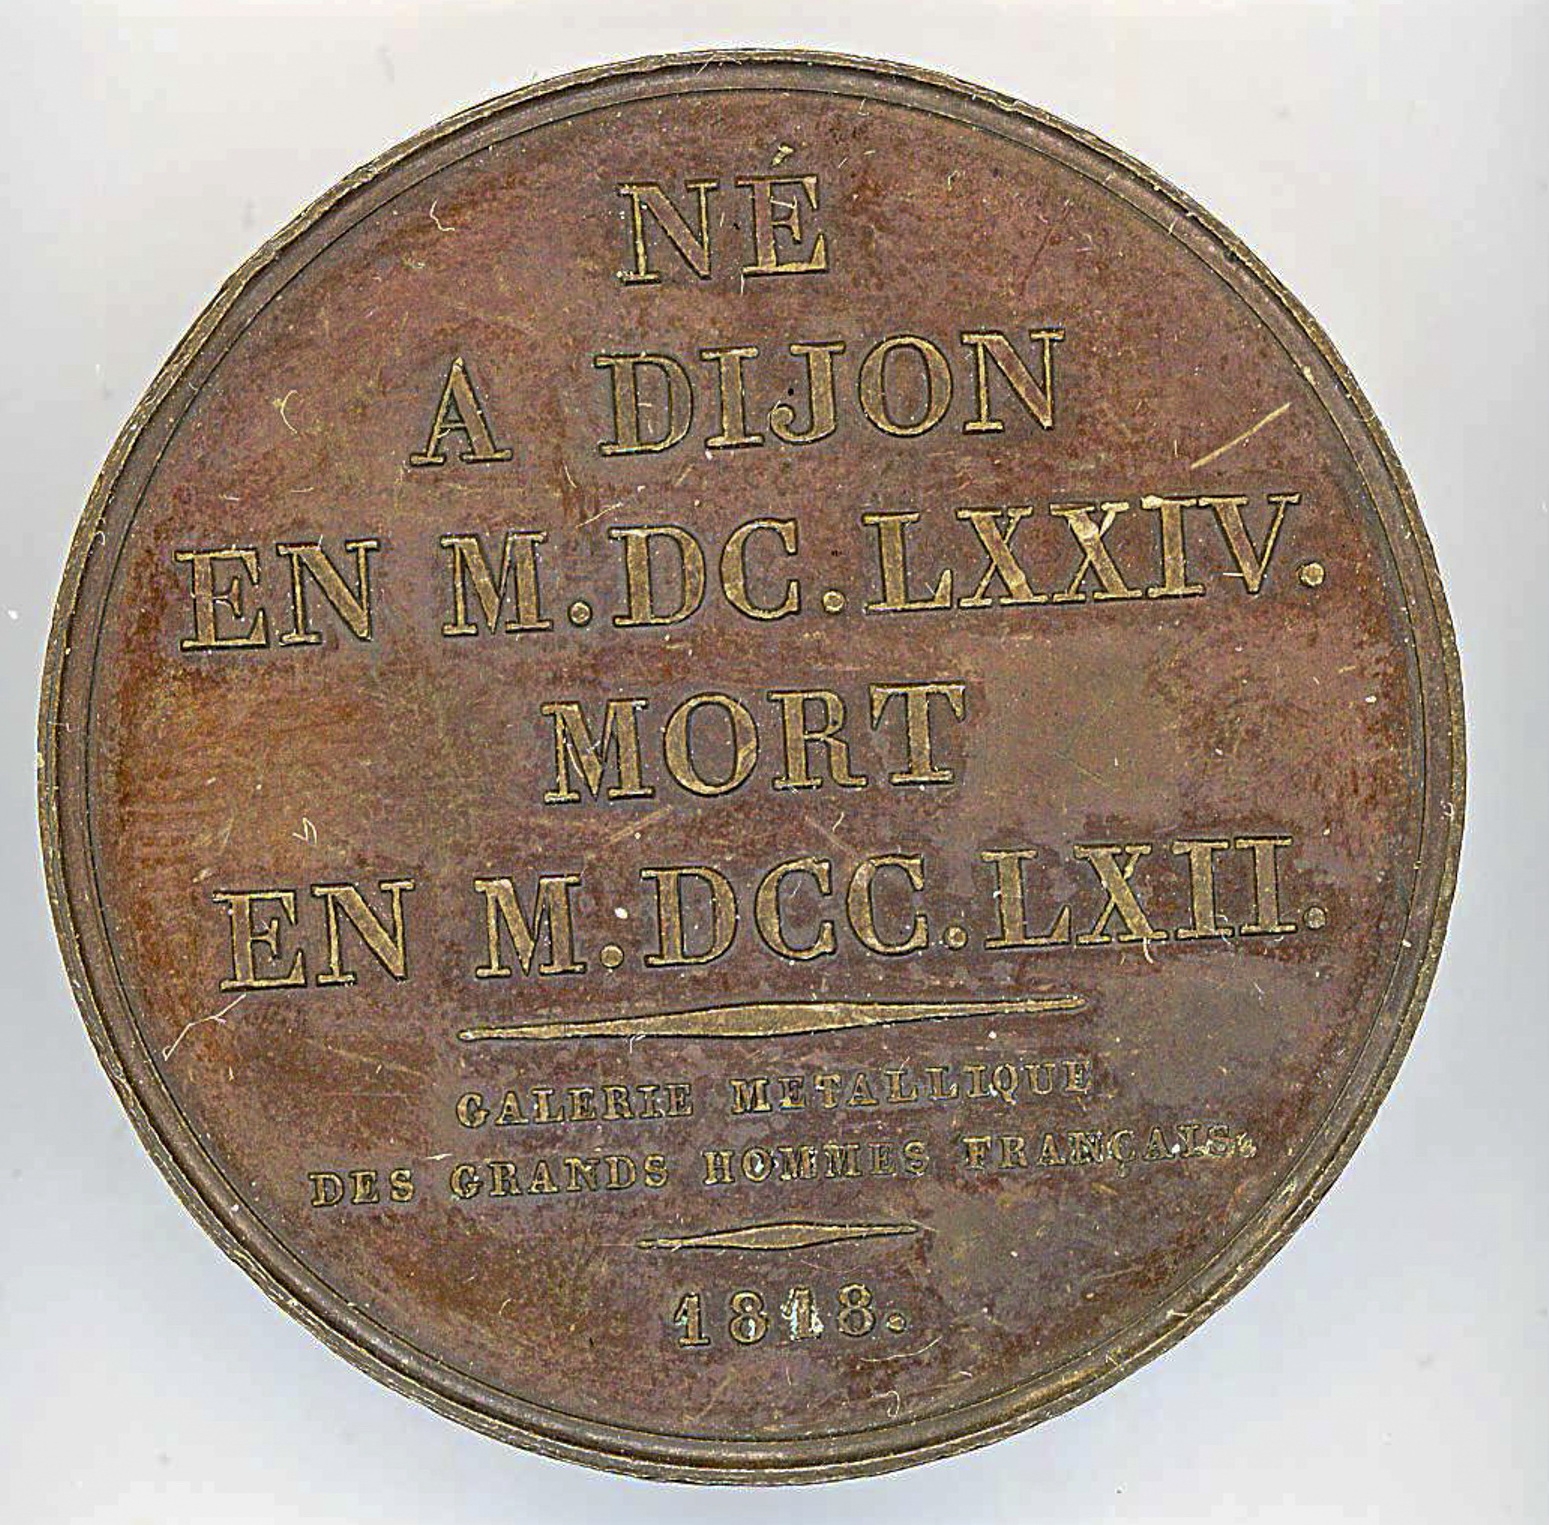 NÉ
A DIJON
EN M.DC.LXXIV.
MORT
EN M.DCC.LXII.
GALERIE METALLIQUE
DES GRANDS HOMMES FRANÇAIS.
1818.